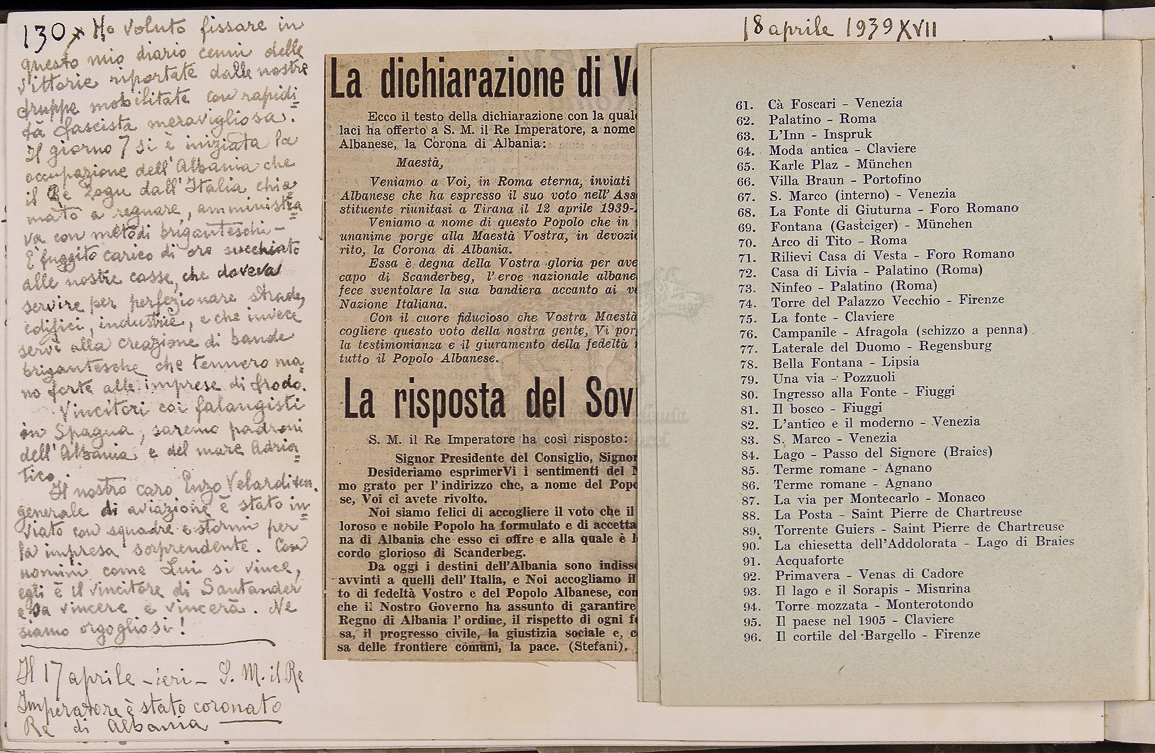 130 x Ho voluto fissare in
questo mio diario cenni delle
vittorie riportate dalle nostre
truppe mobilitate con rapidi-
tà fascista meravigliosa.
Il giorno 7 si è iniziata la
occupazione dell'Albania che
il Re Zogu dall'Italia chia-
mato a regnare, amministra-
va con metodi briganteschi -
È fuggito carico di oro succhiato
alle nostre casse, che doveva
servire per perfezionare strade,
edifici, industrie, e che invece
servì alla creazione di bande
brigantesche che tennero ma-
no forte alle imprese di frodo.
Vincitori coi falangisti
in Spagna, saremo padroni
dell'Albania e del mare Adria-
tico.
Il nostro caro Enzo Velardi ten.
generale di aviazione è stato in-
viato con squadre e stormi per
la impresa sorprendente. Con
uomini come Lui si vince,
egli è il vincitore di Santander
e sa vincere e vincerà. Ne
siamo orgogliosi!
Il 17 aprile - ieri - S. M. il Re
Imperatore è stato coronato
Re di Albania
18 aprile 1939 XVII
La dichiarazione di Ve
Ecco il testo della dichiarazione con la qual
laci ha offerto a S. M. il Re Imperatore, a nome
Albanese, la Corona di Albania:
Maestà,
Veniamo a Voi, in Roma eterna, inviati
Albanese che ha espresso il suo voto nell'Ass
stituente riunitasi a Tirana il 12 aprile 1939-
Veniamo a nome di questo Popolo che in
unanime porge alla Maestà Vostra, in devozio
rito, la Corona di Albania.
Essa è degna della Vostra gloria per ave
capo di Scanderbeg, l'eroe nazionale albane
fece sventolare la sua bandiera accanto ai ve
Nazione Italiana.
Con il cuore fiducioso che Vostra Maestà
cogliere questo voto della nostra gente, Vi por
la testimonianza e il giuramento della fedeltà
tutto il Popolo Albanese.
La risposta del Sov
S. M. il Re Imperatore ha così risposto:
Signor Presidente del Consiglio, Signor
Desideriamo esprimerVi i sentimenti del N
mo grato per l'indirizzo che, a nome del Pope
se, Voi ci avete rivolto.
Noi siamo felici di accogliere il voto che il
loroso e nobile Popolo ha formulato e di accetta
na di Albania che esso ci offre e alla quale è l
cordo glorioso di Scanderbeg.
Da oggi i destini dell'Albania sono indiss
avvinti a quelli dell'Italia, e Noi accogliamo il
to di fedeltà Vostro e del Popolo Albanese, con
che il Nostro Governo ha assunto di garantire
Regno di Albania l'ordine, il rispetto di ogni f
sa, il progresso civile, la giustizia sociale e, c
sa delle frontiere comuni, la pace. (Stefani).
61. Cà Foscari - Venezia
62. Palatino - Roma
63. L'Inn - Inspruk
64. Moda antica - Claviere
65. Karle Plaz - München
66. Villa Braun - Portofino
67. S. Marco (interno) - Venezia
68. La Fonte di Giuturna - Foro Romano
69. Fontana (Gastciger) - München
70. Arco di Tito - Roma
71. Rilievi Casa di Vesta - Foro Romano
72. Casa di Livia - Palatino (Roma)
73. Ninfeo - Palatino (Roma)
74. Torre del Palazzo Vecchio - Firenze
75. La fonte - Claviere
76. Campanile - Afragola (schizzo a penna)
77. Laterale del Duomo - Regensburg
78. Bella Fontana - Lipsia
79. Una via - Pozzuoli
80. Ingresso alla Fonte - Fiuggi
81. Il bosco - Fiuggi
82. L'antico e il moderno - Venezia
83. S. Marco - Venezia
84. Lago - Passo del Signore (Braies)
85. Terme romane - Agnano
86. Terme romane - Agnano
87. La via per Montecarlo - Monaco
88. La Posta - Saint Pierre de Chartreuse
89. Torrente Guiers - Saint Pierre de Chartreuse
90. La chiesetta dell'Addolorata - Lago di Braies
91. Acquaforte
92. Primavera - Venas di Cadore
93. Il lago e il Sorapis - Misurina
94. Torre mozzata - Monterotondo
95. Il paese nel 1905 - Claviere
96. Il cortile del Bargello - Firenze